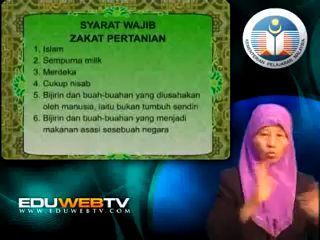 SYARAT WAJIB
ZAKAT PERTANIAN
1. Islam
2. Sempurna milik
3. Merdeka
4. Cukup nisab
5. Bijirin dan buah-buahan yang diusahakan
oleh manusia, iaitu bukan tumbuh sendiri
6. Bijirin dan buah-buahan yang menjadi
makanan asasi sesebuah negara
EDUWEBTV
WWW.EDUWEBTV.COM